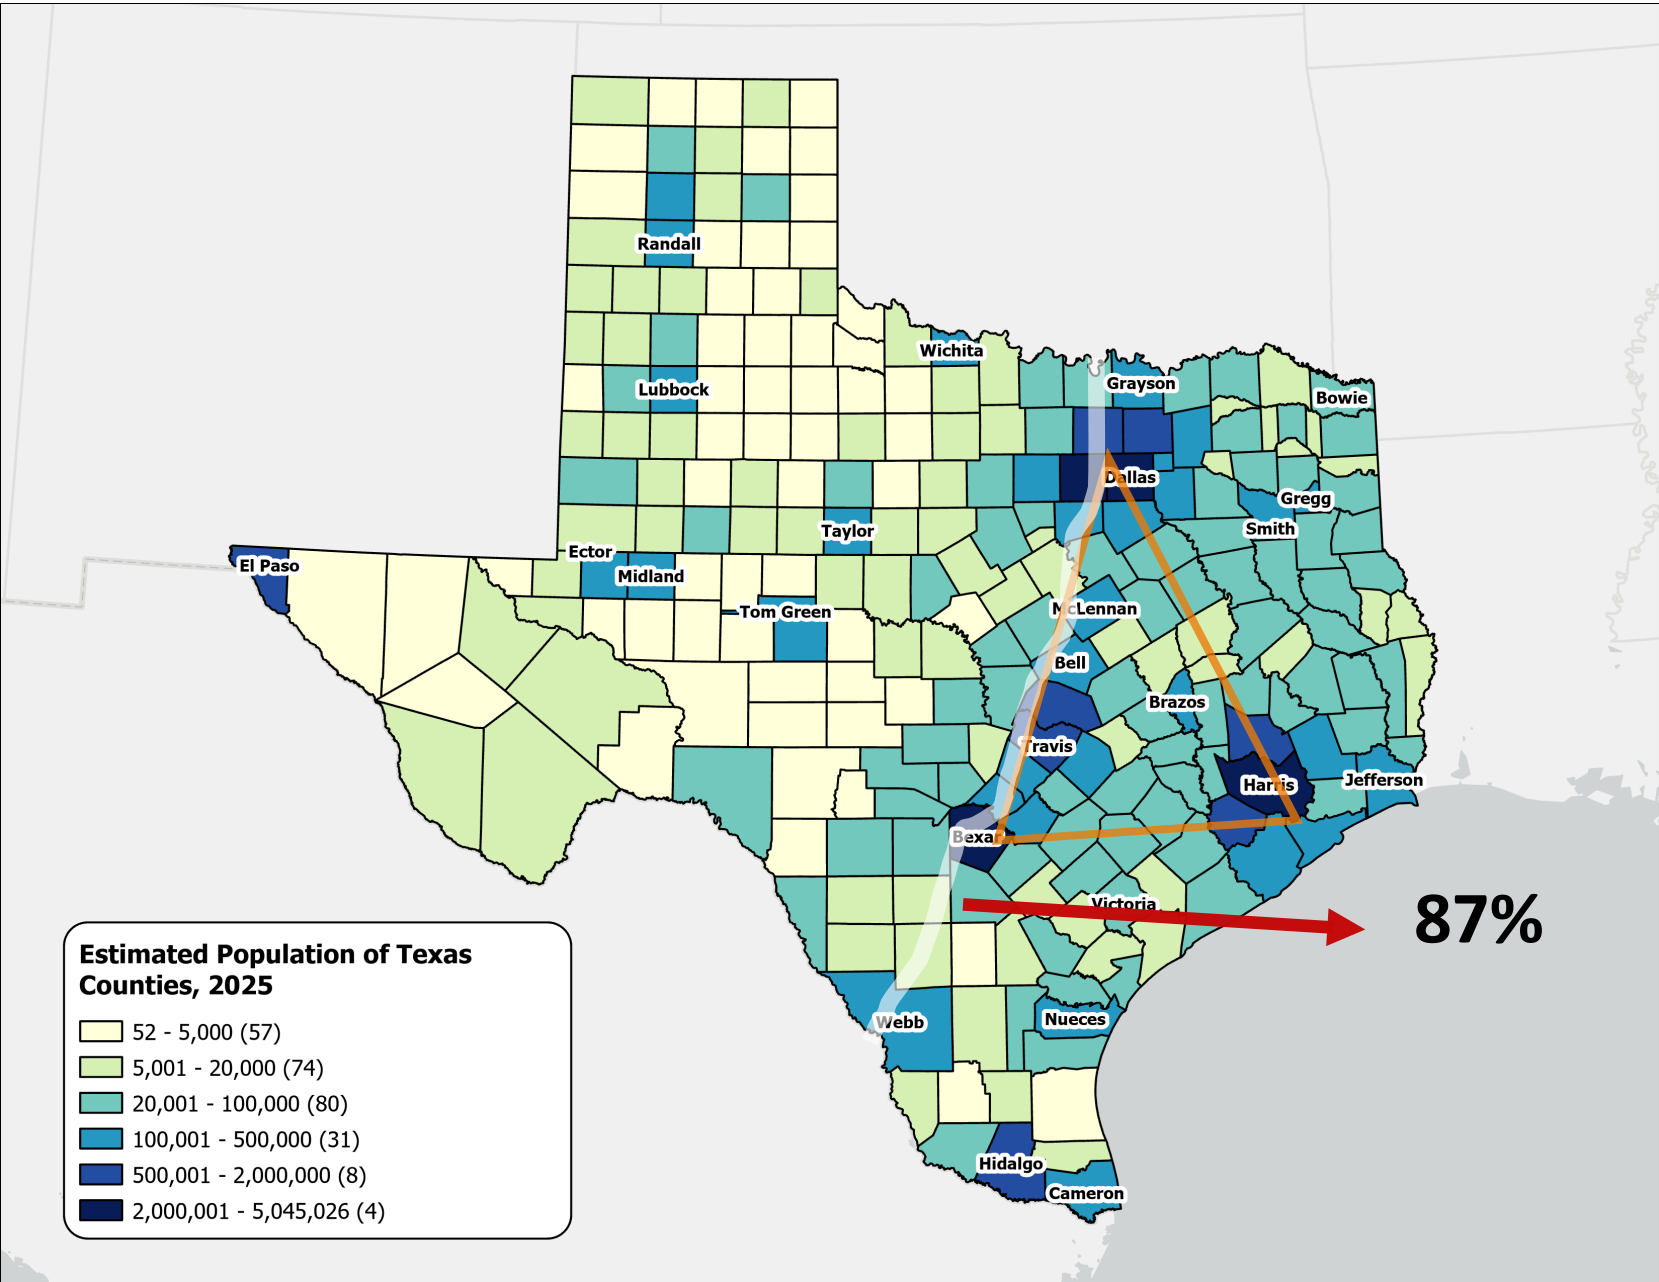 Randall
Wichita
Grayson
Lubbock
Bowie
Dallas
Gregg
Smith
Taylor
Ector
El Paso
Midland
McLennan
Tom Green
Bell
Brazos
Travis
Jefferson
Harris
Bexar
Victoria
87%
Webb
Nueces
Hidalgo
Cameron
Estimated Population of Texas
Counties, 2025
52 - 5,000 (57)
5,001 - 20,000 (74)
20,001 - 100,000 (80)
100,001 - 500,000 (31)
500,001 - 2,000,000 (8)
2,000,001 - 5,045,026 (4)